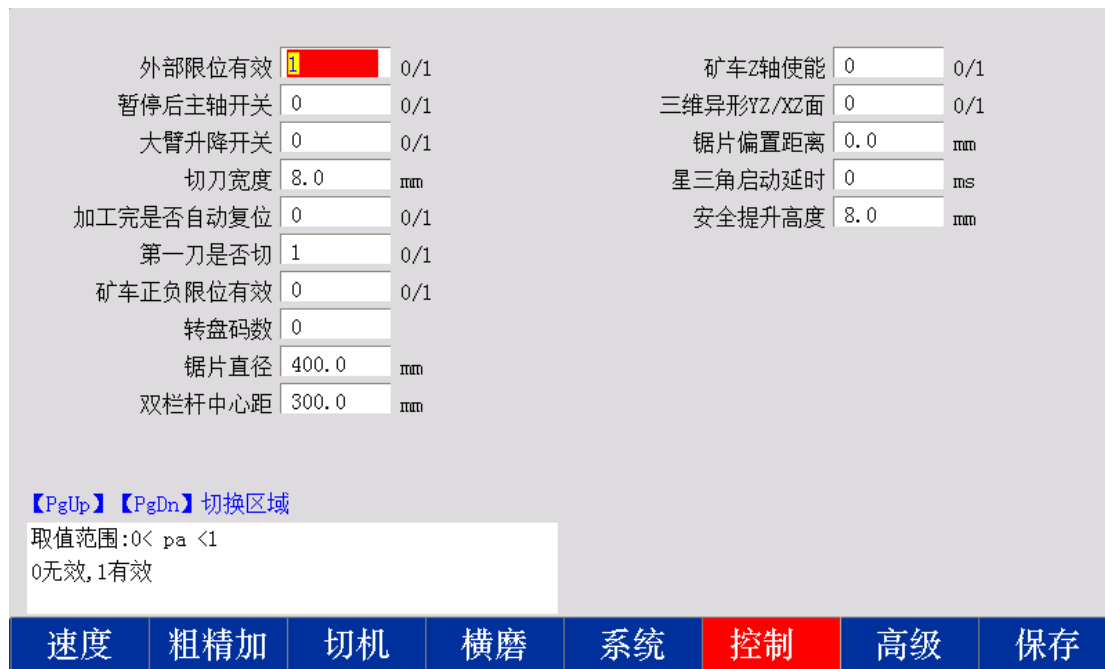 外部限位有效 1 0/1 矿车Z轴使能 0 0/1
暂停后主轴开关 0 0/1 三维异形YZ/XZ面 0 0/1
大臂升降开关 0 0/1 锯片偏置距离 0.0 mm
切刀宽度 8.0 mm 星三角启动延时 0 ms
加工完是否自动复位 0 0/1 安全提升高度 8.0 mm
第一刀是否切 1 0/1
矿车正负限位有效 0 0/1
转盘码数 0
锯片直径 400.0 mm
双栏杆中心距 300.0 mm
【PgUp】【PgDn】切换区域
取值范围:0< pa <1
0无效,1有效
速度 粗精加 切机 横磨 系统 控制 高级 保存